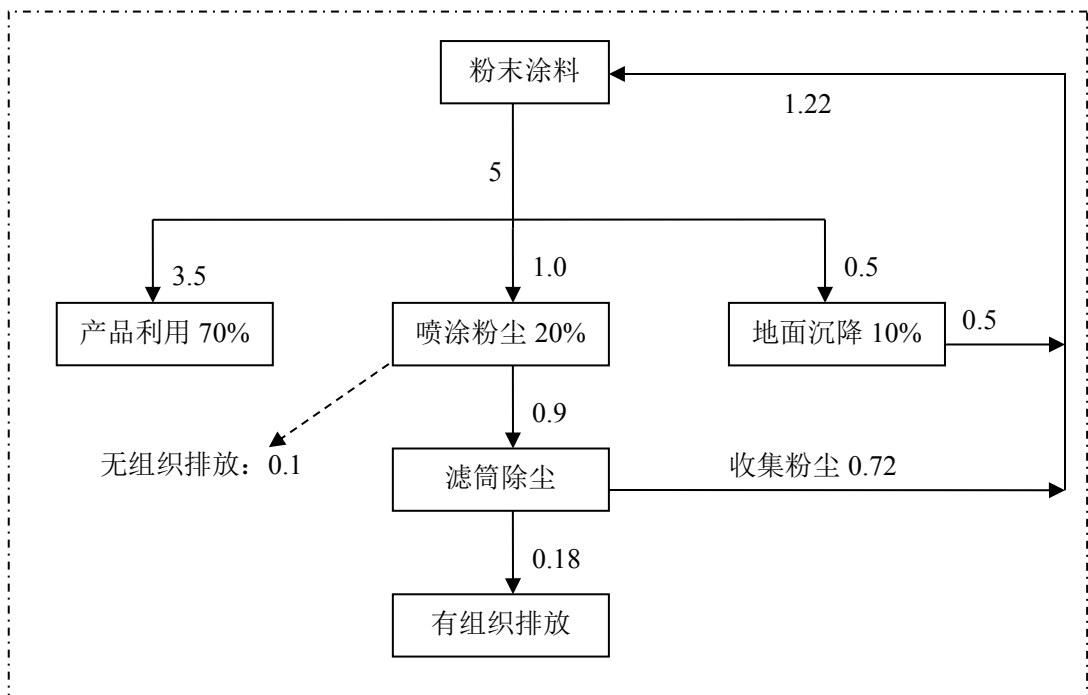 粉末涂料
1.22
5
3.5
1.0
0.5
产品利用 70%
喷涂粉尘 20%
地面沉降 10%
0.5
0.9
无组织排放：0.1
滤筒除尘
收集粉尘 0.72
0.18
有组织排放